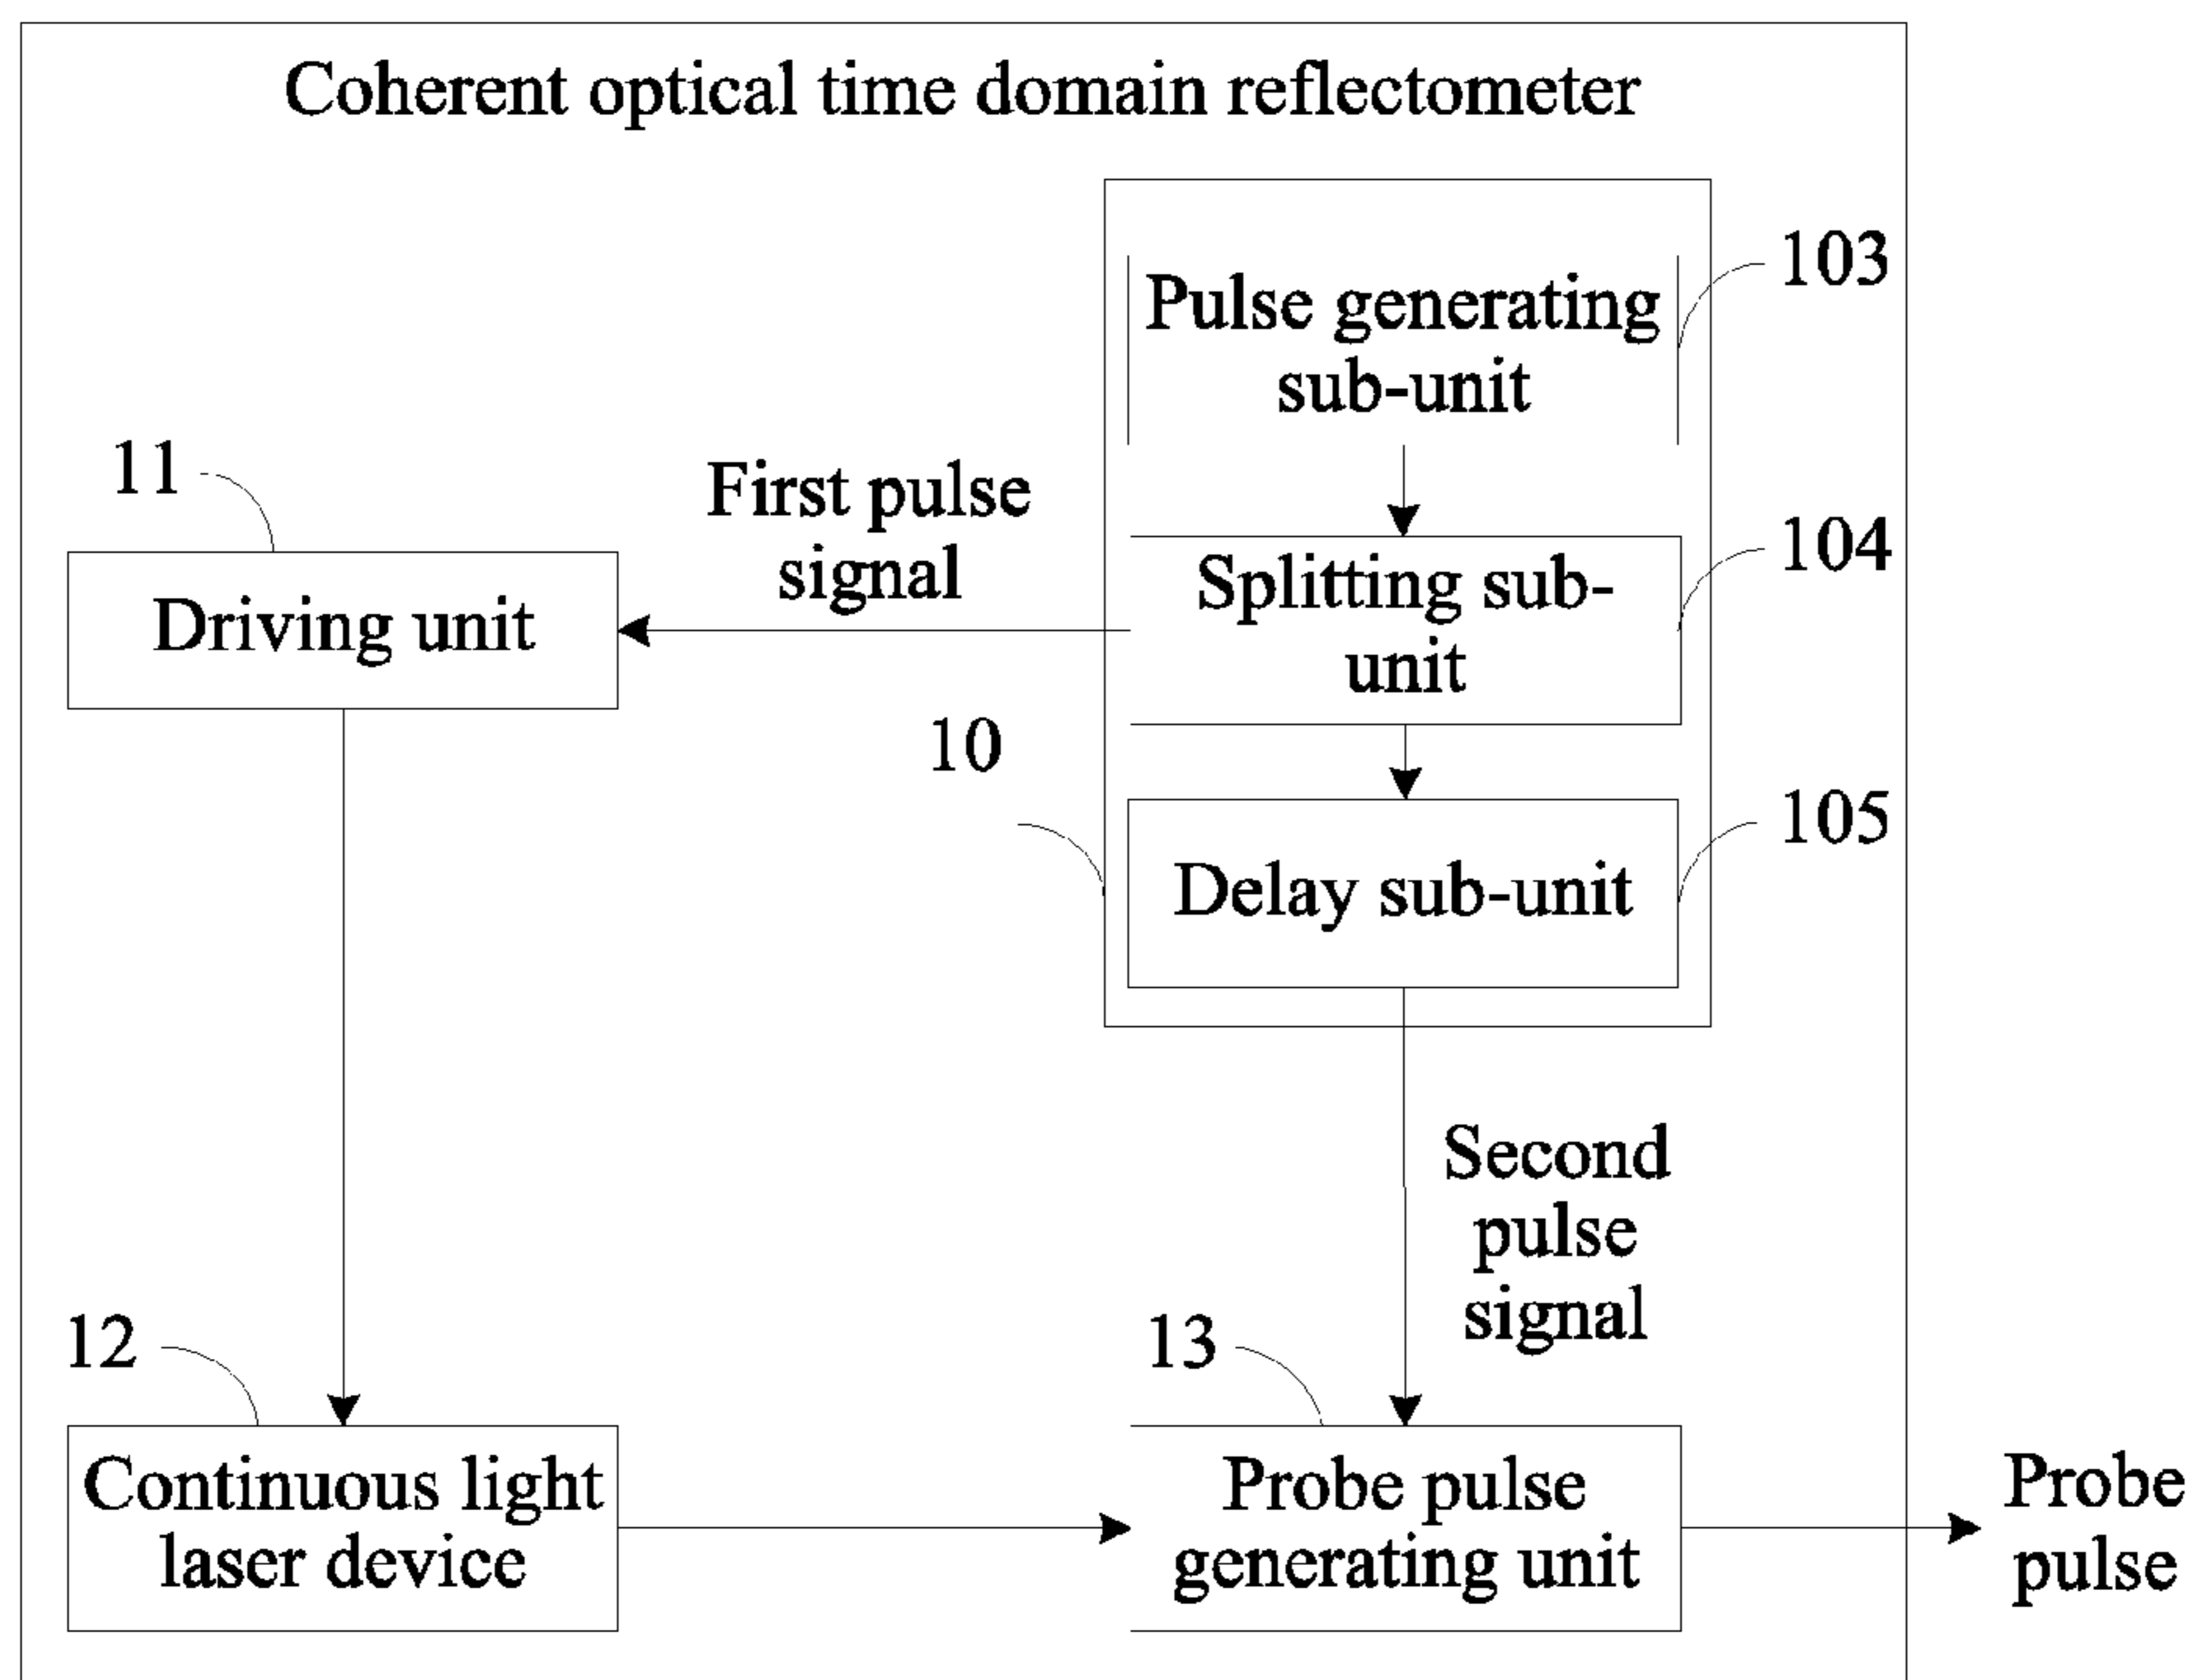 Coherent optical time domain reflectometer
103
Pulse generating
sub-unit
11
First pulse
signal
104
Splitting sub-
unit
Driving unit
10
105
Delay sub-unit
Second
pulse
signal
12
13
Continuous light
laser device
Probe pulse
generating unit
Probe
pulse